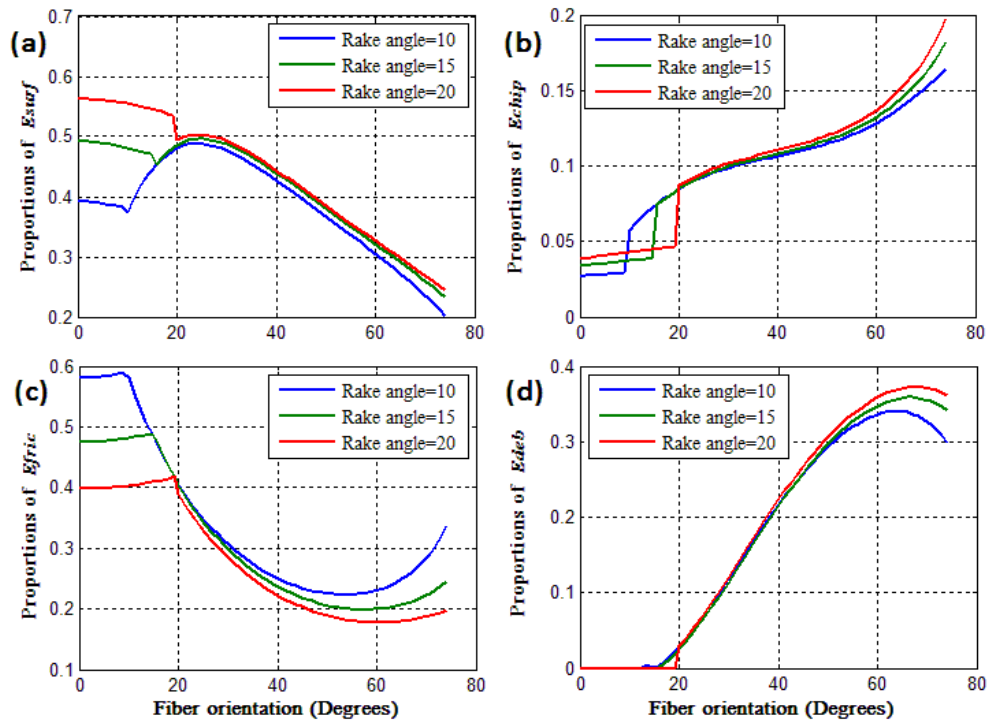 (a)
Proportions of Esurf
0.7
0.6
0.5
0.4
0.3
0.2
0
20
40
60
80
Rake angle=10
Rake angle=15
Rake angle=20
(b)
Proportions of Echip
0.2
0.15
0.1
0.05
0
0
20
40
60
80
Rake angle=10
Rake angle=15
Rake angle=20
(c)
Proportions of Efric
0.6
0.5
0.4
0.3
0.2
0.1
0
20
40
60
80
Rake angle=10
Rake angle=15
Rake angle=20
Fiber orientation (Degrees)
(d)
Proportions of Edeb
0.4
0.3
0.2
0.1
0
0
20
40
60
80
Rake angle=10
Rake angle=15
Rake angle=20
Fiber orientation (Degrees)